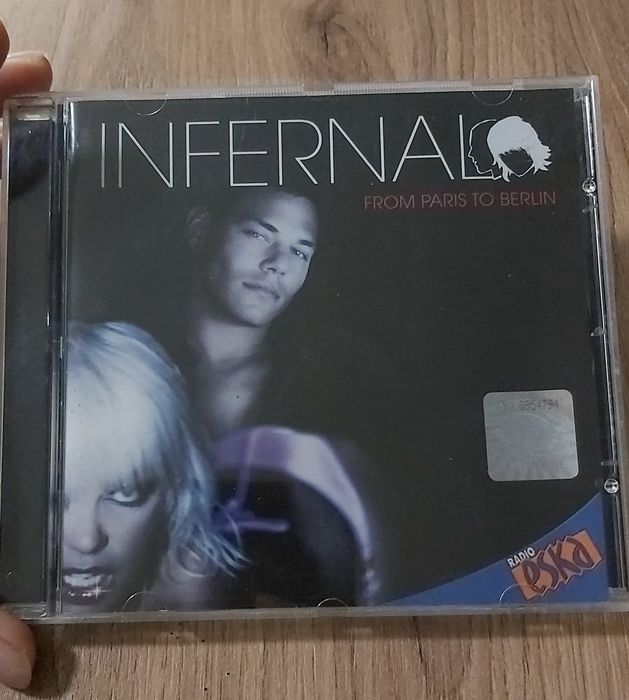 INFERNAL
FROM PARIS TO BERLIN
RADIO
eska